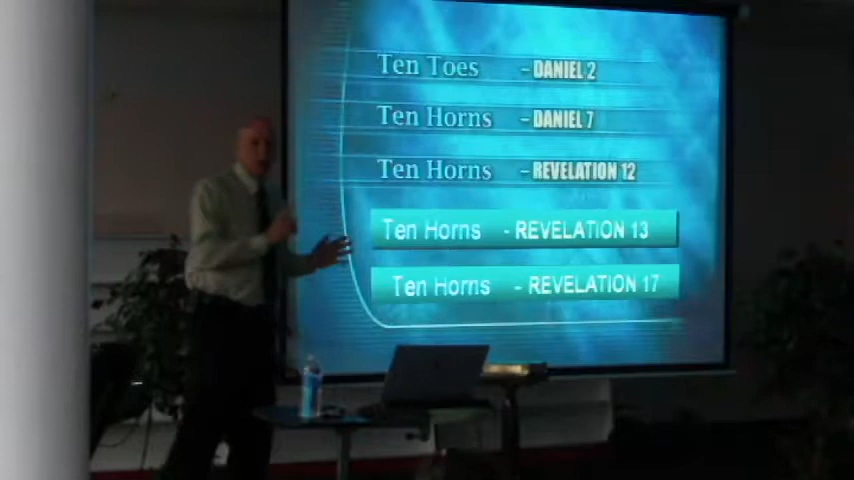 Ten Toes - DANIEL 2
Ten Horns - DANIEL 7
Ten Horns - REVELATION 12
Ten Horns - REVELATION 13
Ten Horns - REVELATION 17